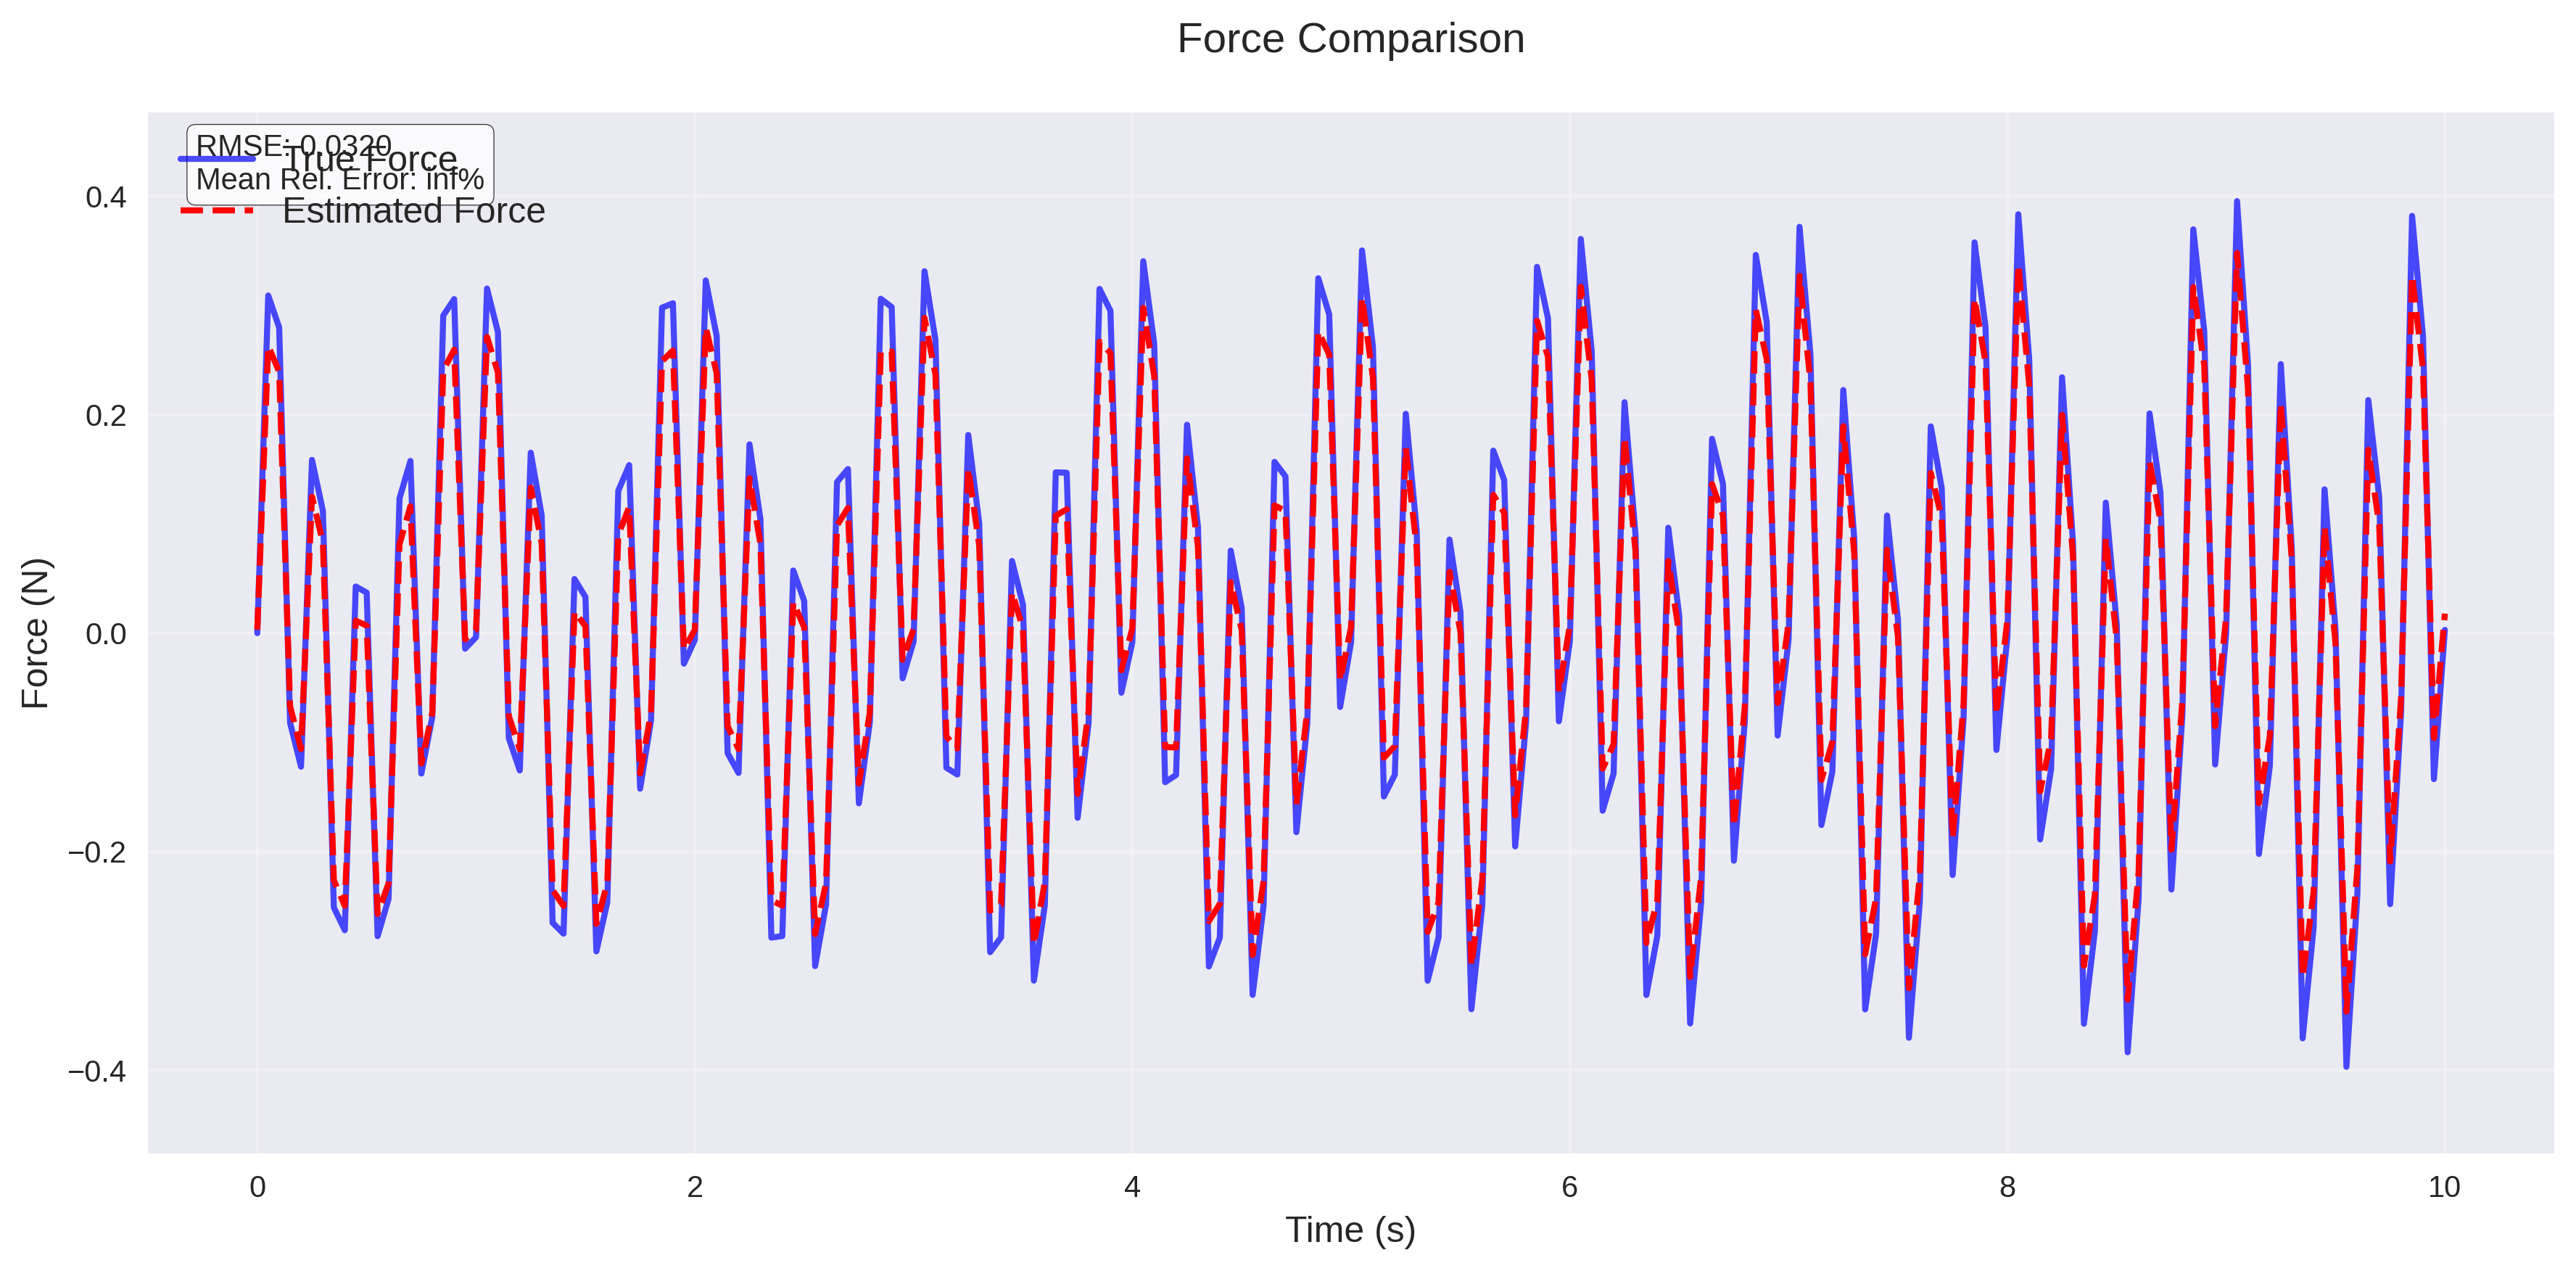 Force Comparison
RMSE: 0.0320
True Force
Mean Rel. Error: inf%
Estimated Force
0.4
0.2
0.0
−0.2
−0.4
Force (N)
0
2
4
6
8
10
Time (s)